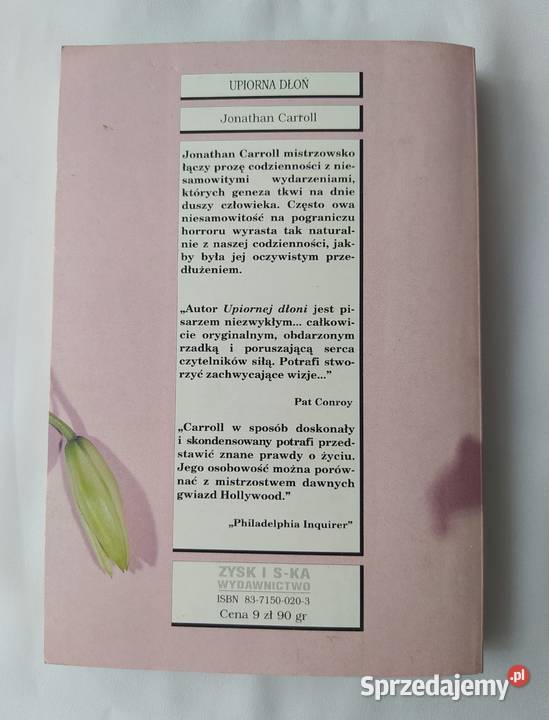 UPIORNA DŁOŃ
Jonathan Carroll
Jonathan Carroll mistrzowsko
łączy prozę codzienności z nie-
samowitymi wydarzeniami,
których geneza tkwi na dnie
duszy człowieka. Często owa
niesamowitość na pograniczu
horroru wyrasta tak natural-
nie z naszej codzienności, jak-
by była jej oczywistym prze-
dłużeniem.
„Autor Upiornej dłoni jest pi-
sarzem niezwykłym... całkowi-
cie oryginalnym, obdarzonym
rzadką i poruszającą serca
czytelników siłą. Potrafi stwo-
rzyć zachwycające wizje...”
Pat Conroy
„Carroll w sposób doskonały
i skondensowany potrafi przed-
stawić znane prawdy o życiu.
Jego osobowość można porów-
nać z mistrzostwem dawnych
gwiazd Hollywood.”
„Philadelphia Inquirer”
ZYSK I S-KA
WYDAWNICTWO
ISBN 83-7150-020-3
Cena 9 zł 90 gr
Sprzedajemy.pl